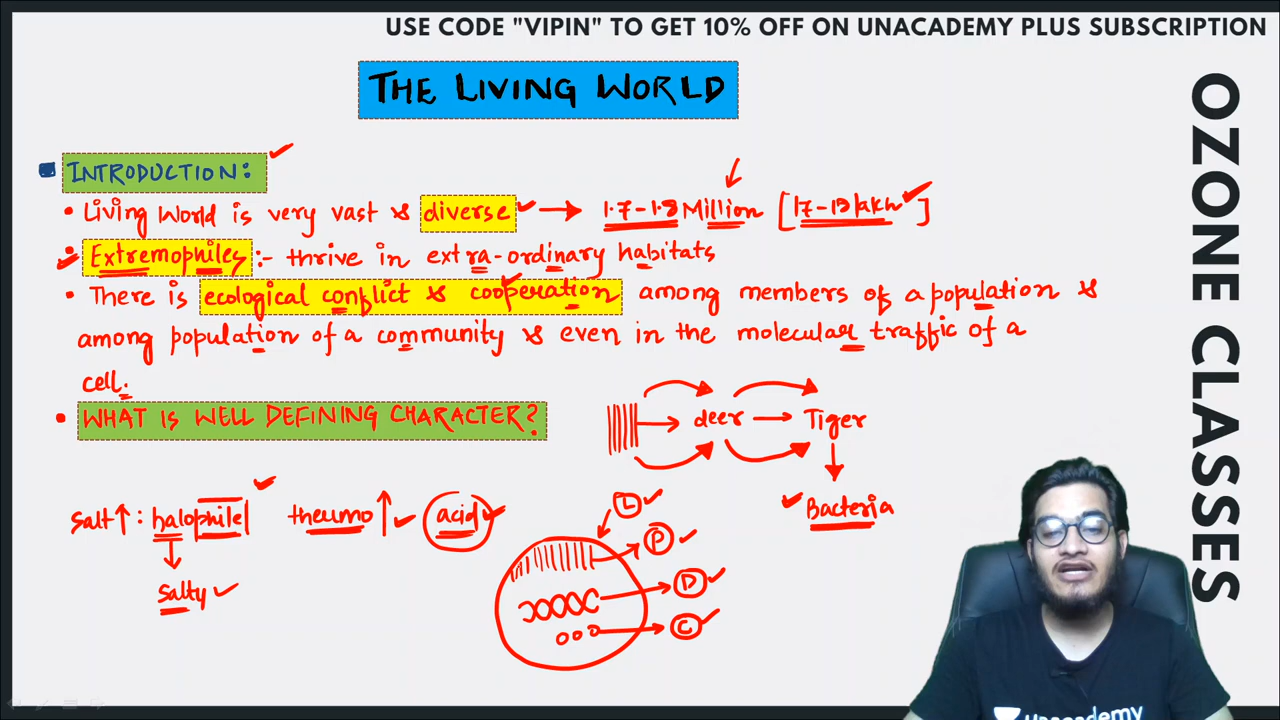 USE CODE "VIPIN" TO GET 10% OFF ON UNACADEMY PLUS SUBSCRIPTION
THE LIVING WORLD
INTRODUCTION:
• Living World is very vast & diverse → 1.7-1.8 Million [17-18 lakh]
Extremophiles :- thrive in extra-ordinary habitats
• There is ecological conflict & cooperation among members of a population &
among population of a community & even in the molecular traffic of a
cell.
• WHAT IS WELL DEFINING CHARACTER?
deer → Tiger
Bacteria
Salt↑ : halophile thermo↑ acid
Salty
L
P
D
C
OZONE CLASSES
unacademy